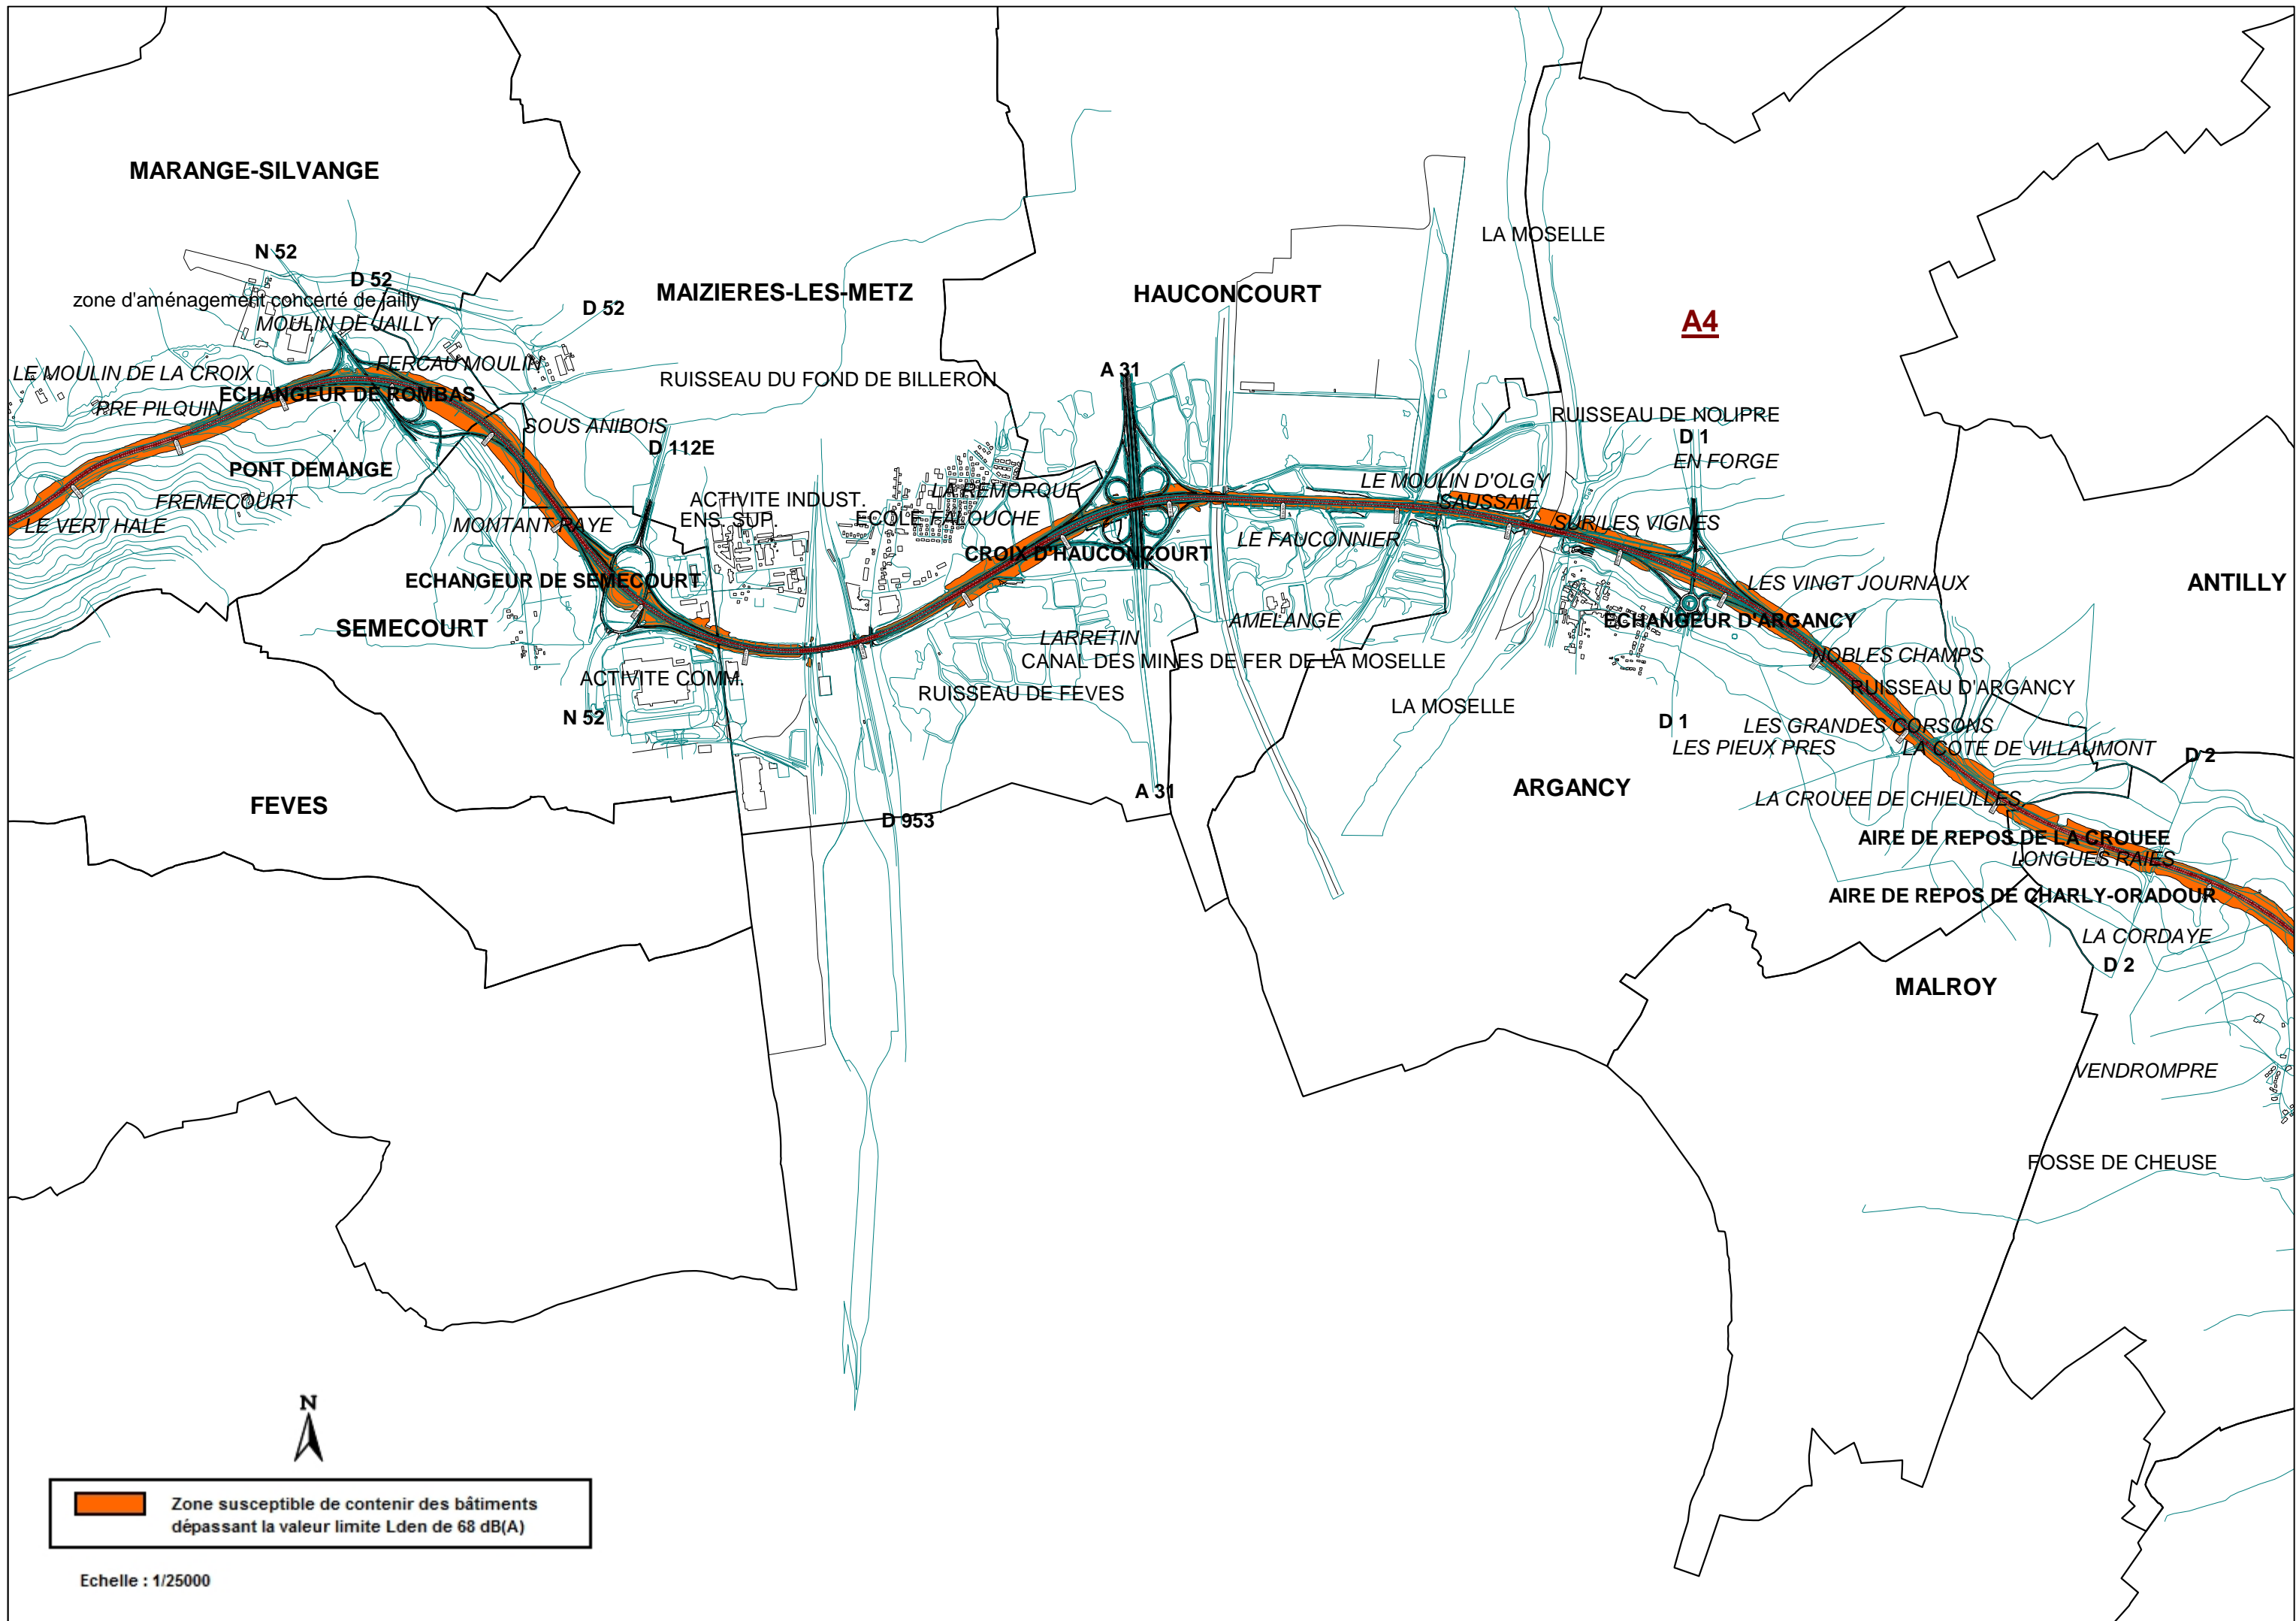 MARANGE-SILVANGE
LA MOSELLE
N 52
D 52
zone d'aménagement concerté de jailly
MAIZIERES-LES-METZ
HAUCONCOURT
D 52
MOULIN DE JAILLY
A4
FERCAU MOULIN
LE MOULIN DE LA CROIX
RUISSEAU DU FOND DE BILLERON
A 31
ECHANGEUR DE ROMBAS
PRE PILQUIN
RUISSEAU DE NOLIPRE
SOUS ANIBOIS
D 1
D 112E
EN FORGE
PONT DEMANGE
LE MOULIN D'OLGY
LA REMORQUE
FREMECOURT
ACTIVITE INDUST.
SAUSSAIE
ENS. SUP.
ECOLE
LALOUCHE
LE VERT HALE
MONTANT RAYE
SUR LES VIGNES
LE FAUCONNIER
CROIX D'HAUCONCOURT
ECHANGEUR DE SEMECOURT
LES VINGT JOURNAUX
ANTILLY
SEMECOURT
AMELANGE
ECHANGEUR D'ARGANCY
LARRETIN
NOBLES CHAMPS
CANAL DES MINES DE FER DE LA MOSELLE
ACTIVITE COMM.
RUISSEAU DE FEVES
RUISSEAU D'ARGANCY
LA MOSELLE
N 52
D 1
LES GRANDES CORSONS
LES PIEUX PRES
LA COTE DE VILLAUMONT
D 2
ARGANCY
A 31
FEVES
LA CROUEE DE CHIEULLES
D 953
AIRE DE REPOS DE LA CROUEE
LONGUES RAIES
AIRE DE REPOS DE CHARLY-ORADOUR
LA CORDAYE
D 2
MALROY
VENDROMPRE
FOSSE DE CHEUSE
N
Zone susceptible de contenir des bâtiments
dépassant la valeur limite Lden de 68 dB(A)
Echelle : 1/25000